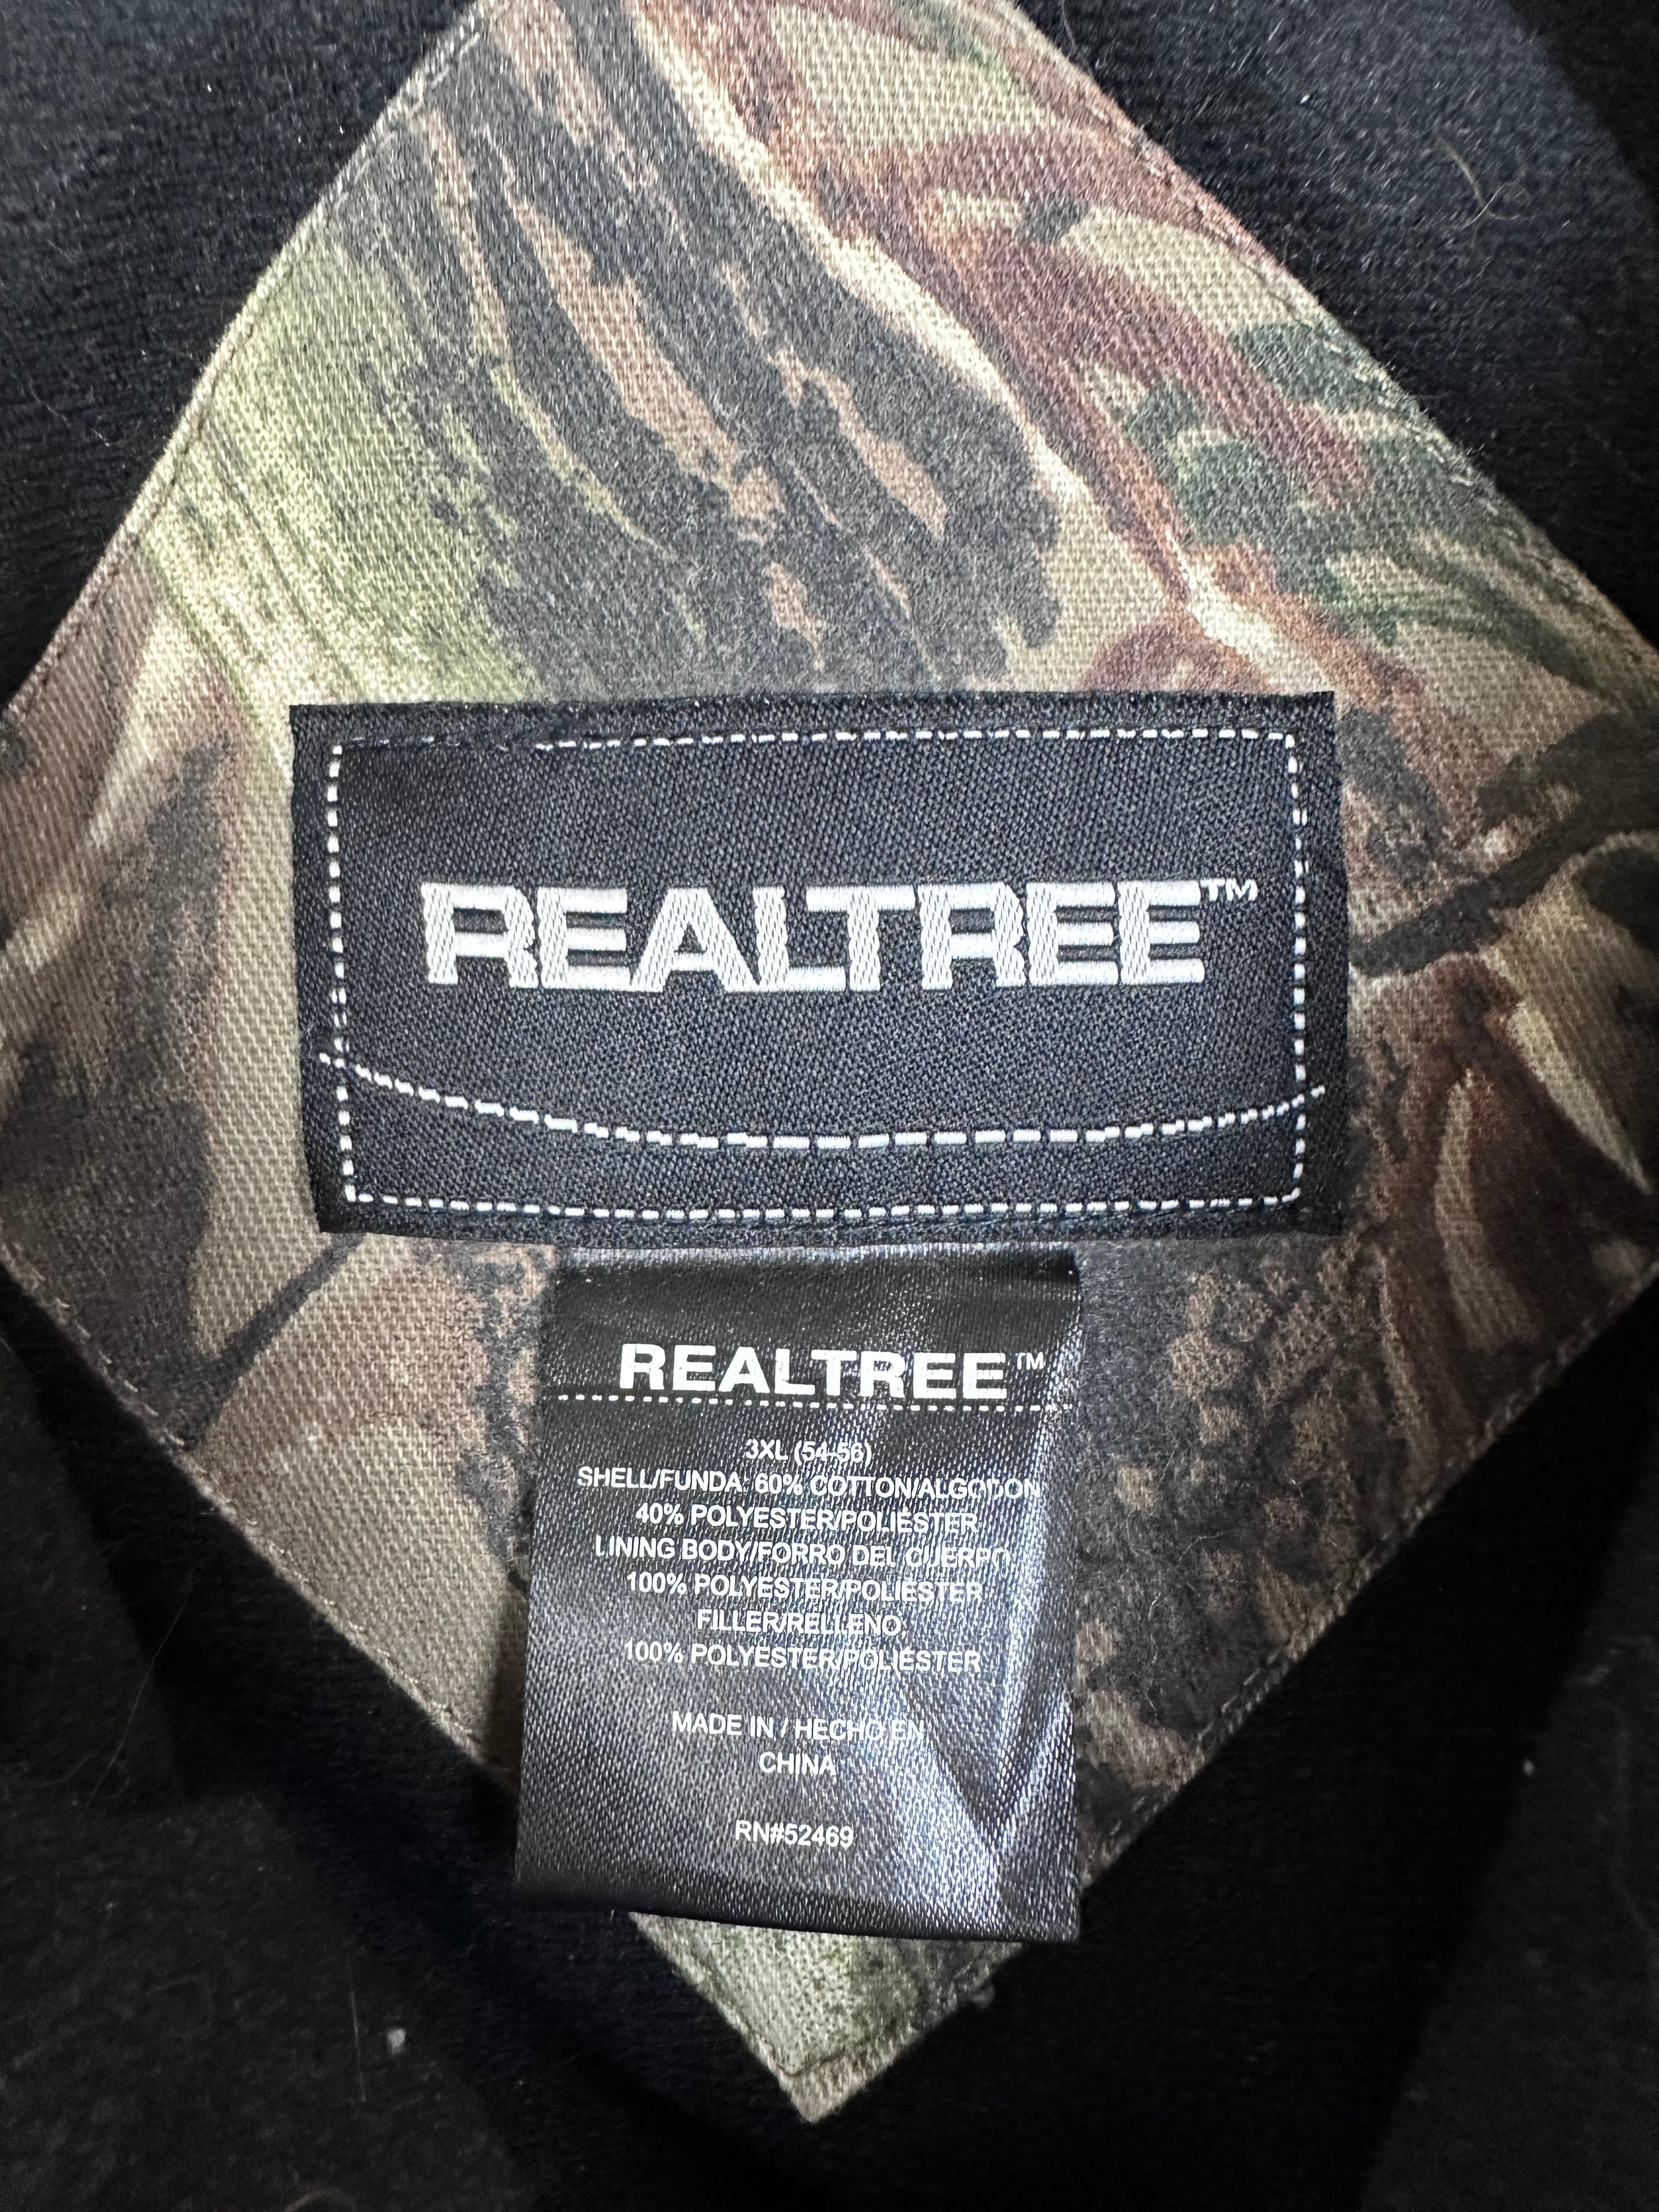 REALTREE™
REALTREE™
3XL (54-56)
SHELL/FUNDA: 60% COTTON/ALGODON
40% POLYESTER/POLIESTER
LINING BODY/FORRO DEL CUERPO
100% POLYESTER/POLIESTER
FILLER/RELLENO
100% POLYESTER/POLIESTER
MADE IN / HECHO EN
CHINA
RN#52469